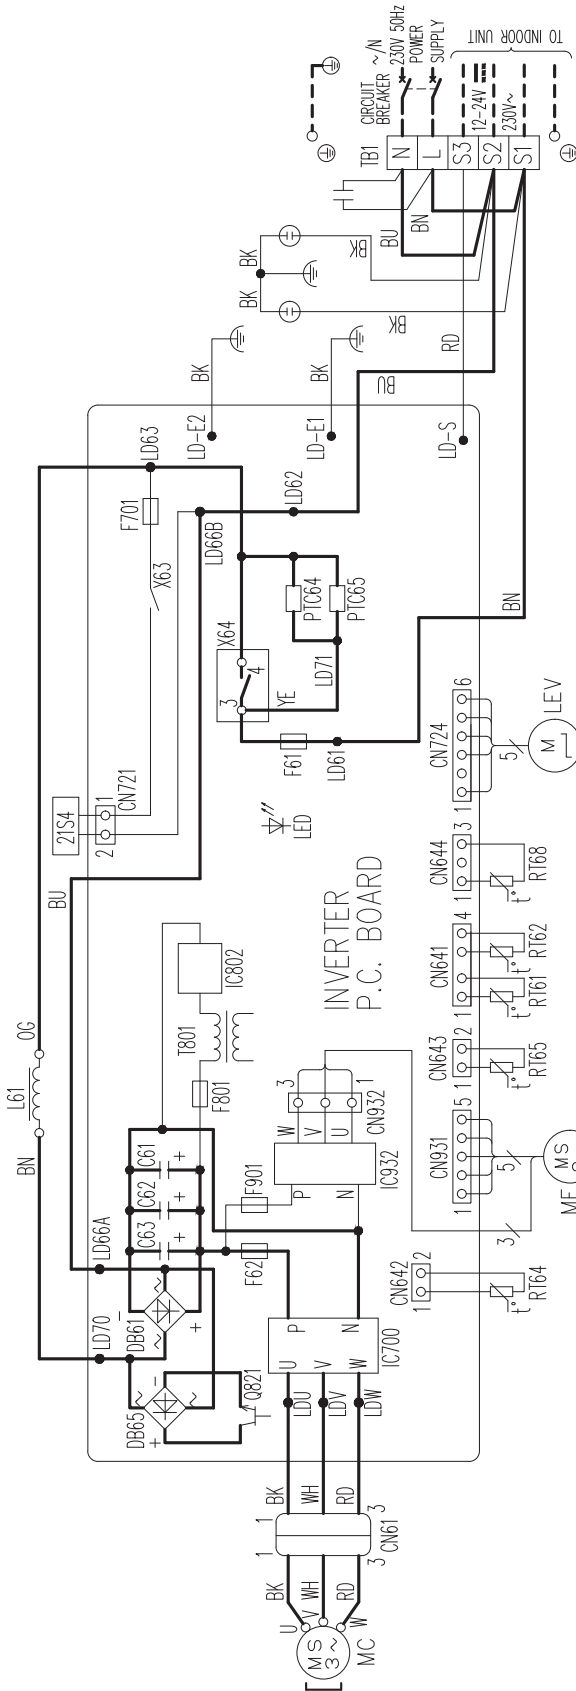 ~/N
230V 50Hz
POWER
SUPPLY
CIRCUIT
BREAKER
TO INDOOR UNIT
12-24V
230V~
TB1
N
L
S3
S2
S1
BU
BN
BK
BK
BK
BK
BK
BK
RD
BU
BN
LD63
LD-E2
LD-E1
LD-S
F701
X63
LD66B
LD62
PTC64
PTC65
X64
3
4
YE
LD71
F61
LD61
21S4
2
1
CN721
LED
BU
OG
L61
BN
INVERTER
P.C. BOARD
T801
IC802
F801
C61
+
C62
+
C63
+
F901
F62
LD66A
LD70
DB61
-
~
~
+
DB65
-
~
~
+
Q821
3
1
CN932
W
V
U
IC932
P
N
IC700
P
N
U
V
W
LDU
LDV
LDW
BK
WH
RD
1
3
1
3
CN61
BK
WH
RD
U
V
W
MS
3~
MC
CN724
1
6
5
M
LEV
CN644
1
3
t°
RT68
CN641
1
4
t°
RT62
t°
RT61
CN643
1
2
t°
RT65
CN931
1
5
5
3
MS
CN642
1
2
t°
RT64